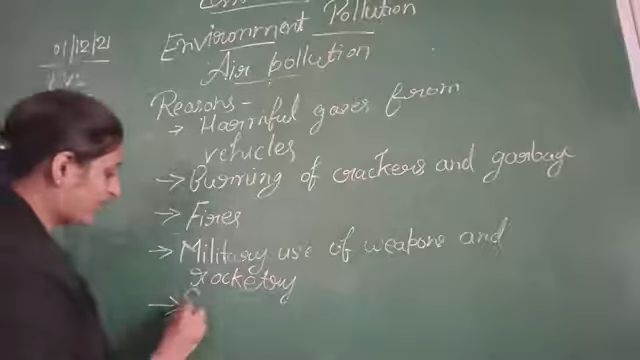 Environment Pollution
01/12/21
Air pollution
Reasons -
→ Harmful gases from
vehicles
→ Burning of crackers and garbage
→ Fires
→ Military use of weapons and
rocketry
→